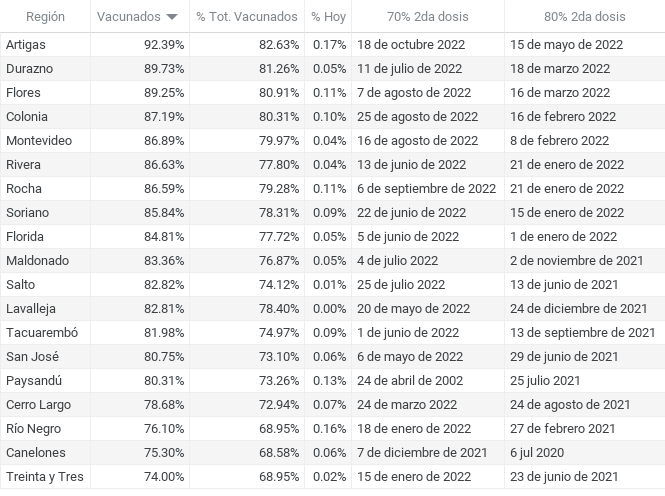 Región Vacunados % Tot. Vacunados % Hoy 70% 2da dosis 80% 2da dosis
Artigas 92.39% 82.63% 0.17% 18 de octubre 2022 15 de mayo de 2022
Durazno 89.73% 81.26% 0.05% 11 de julio de 2022 18 de marzo 2022
Flores 89.25% 80.91% 0.11% 7 de agosto de 2022 16 de marzo de 2022
Colonia 87.19% 80.31% 0.10% 25 de agosto de 2022 16 de febrero de 2022
Montevideo 86.89% 79.97% 0.04% 16 de agosto de 2022 8 de febrero de 2022
Rivera 86.63% 77.80% 0.04% 13 de junio de 2022 21 de enero de 2022
Rocha 86.59% 79.28% 0.11% 6 de septiembre de 2022 21 de enero de 2022
Soriano 85.84% 78.31% 0.09% 22 de junio de 2022 15 de enero de 2022
Florida 84.81% 77.72% 0.05% 5 de junio de 2022 1 de enero de 2022
Maldonado 83.36% 76.87% 0.05% 4 de julio 2022 2 de noviembre de 2021
Salto 82.82% 74.12% 0.01% 25 de julio 2022 13 de junio de 2021
Lavalleja 82.81% 78.40% 0.00% 20 de mayo de 2022 24 de diciembre de 2021
Tacuarembó 81.98% 74.97% 0.09% 1 de junio de 2022 13 de septiembre de 2021
San José 80.75% 73.10% 0.06% 6 de mayo de 2022 29 de junio de 2021
Paysandú 80.31% 73.26% 0.13% 24 de abril de 2002 25 julio 2021
Cerro Largo 78.68% 72.94% 0.07% 24 de marzo de 2022 24 de agosto de 2021
Río Negro 76.10% 68.95% 0.16% 18 de enero de 2022 27 de febrero de 2021
Canelones 75.30% 68.58% 0.06% 7 de diciembre de 2021 6 jul 2020
Treinta y Tres 74.00% 68.95% 0.02% 15 de enero de 2022 23 de junio de 2021